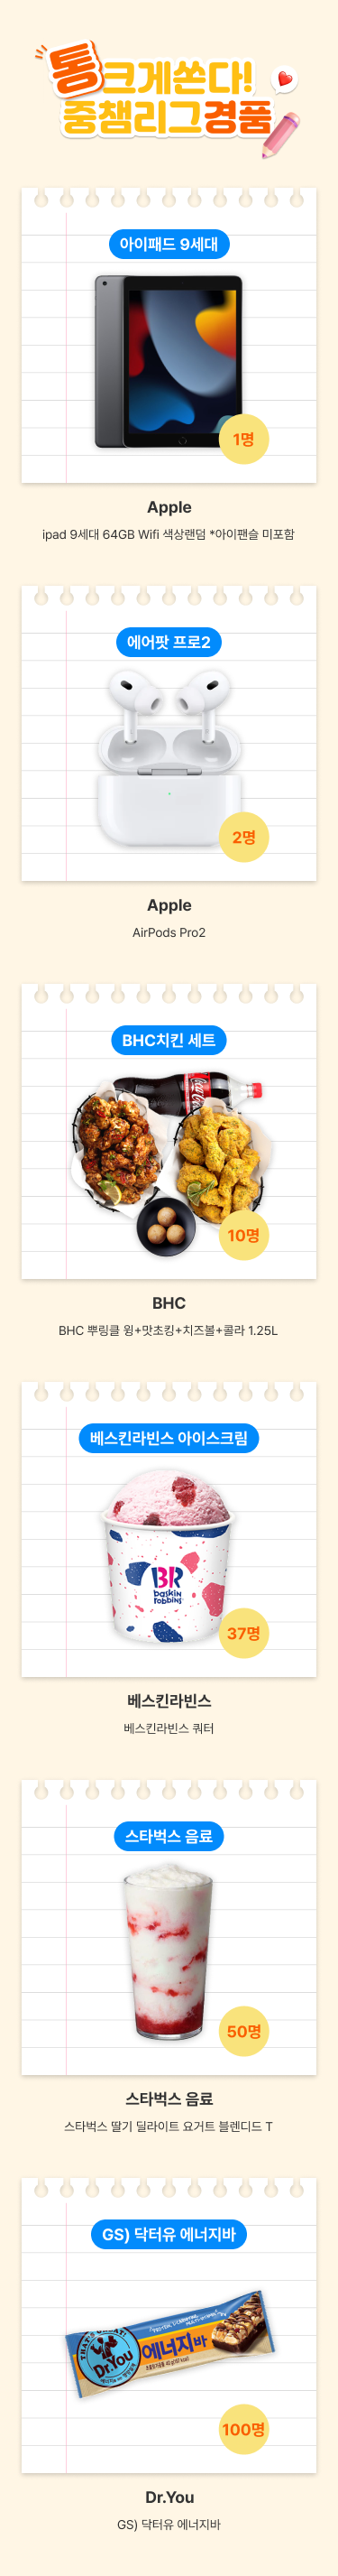 통크게쏜다!
중챔리그경품
아이패드 9세대
1명
Apple
ipad 9세대 64GB Wifi 색상랜덤 *아이팬슬 미포함
에어팟 프로2
2명
Apple
AirPods Pro2
BHC치킨 세트
10명
BHC
BHC 뿌링클 윙+맛초킹+치즈볼+콜라 1.25L
베스킨라빈스 아이스크림
BR
baskin
robbins
37명
베스킨라빈스
베스킨라빈스 쿼터
스타벅스 음료
50명
스타벅스 음료
스타벅스 딸기 딜라이트 요거트 블렌디드 T
GS) 닥터유 에너지바
Dr.You
에너지바
100명
Dr.You
GS) 닥터유 에너지바